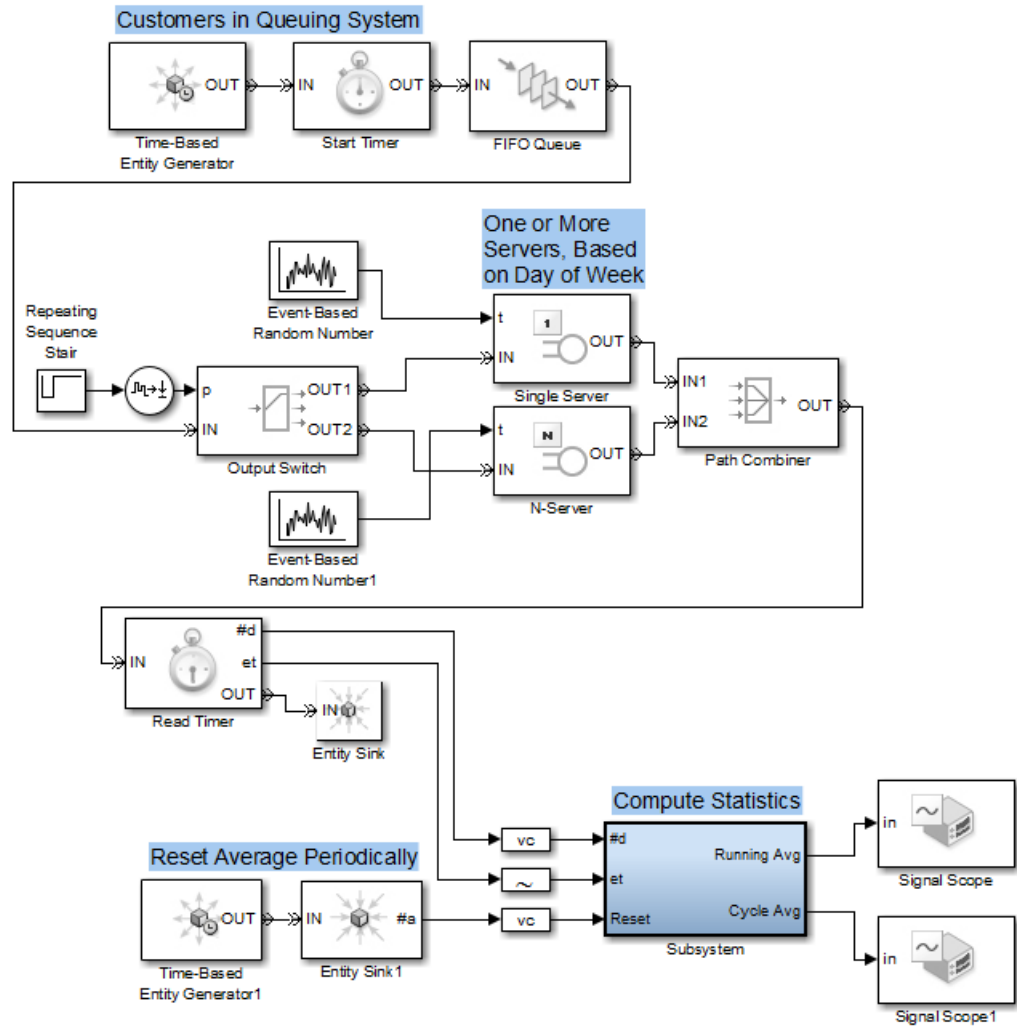 Customers in Queuing System
OUT
IN
OUT
IN
OUT
Time-Based
Entity Generator
Start Timer
FIFO Queue
One or More
Servers, Based
on Day of Week
Event-Based
Random Number
Repeating
Sequence
Stair
t
1
IN
OUT
Single Server
p
IN
OUT1
OUT2
Output Switch
t
N
IN
OUT
N-Server
IN1
IN2
OUT
Path Combiner
Event-Based
Random Number1
IN
#d
et
OUT
Read Timer
IN
Entity Sink
Compute Statistics
vc
#d
et
Reset
Running Avg
Cycle Avg
Subsystem
in
Signal Scope
Reset Average Periodically
OUT
IN
#a
vc
Time-Based
Entity Generator1
Entity Sink1
in
Signal Scope1